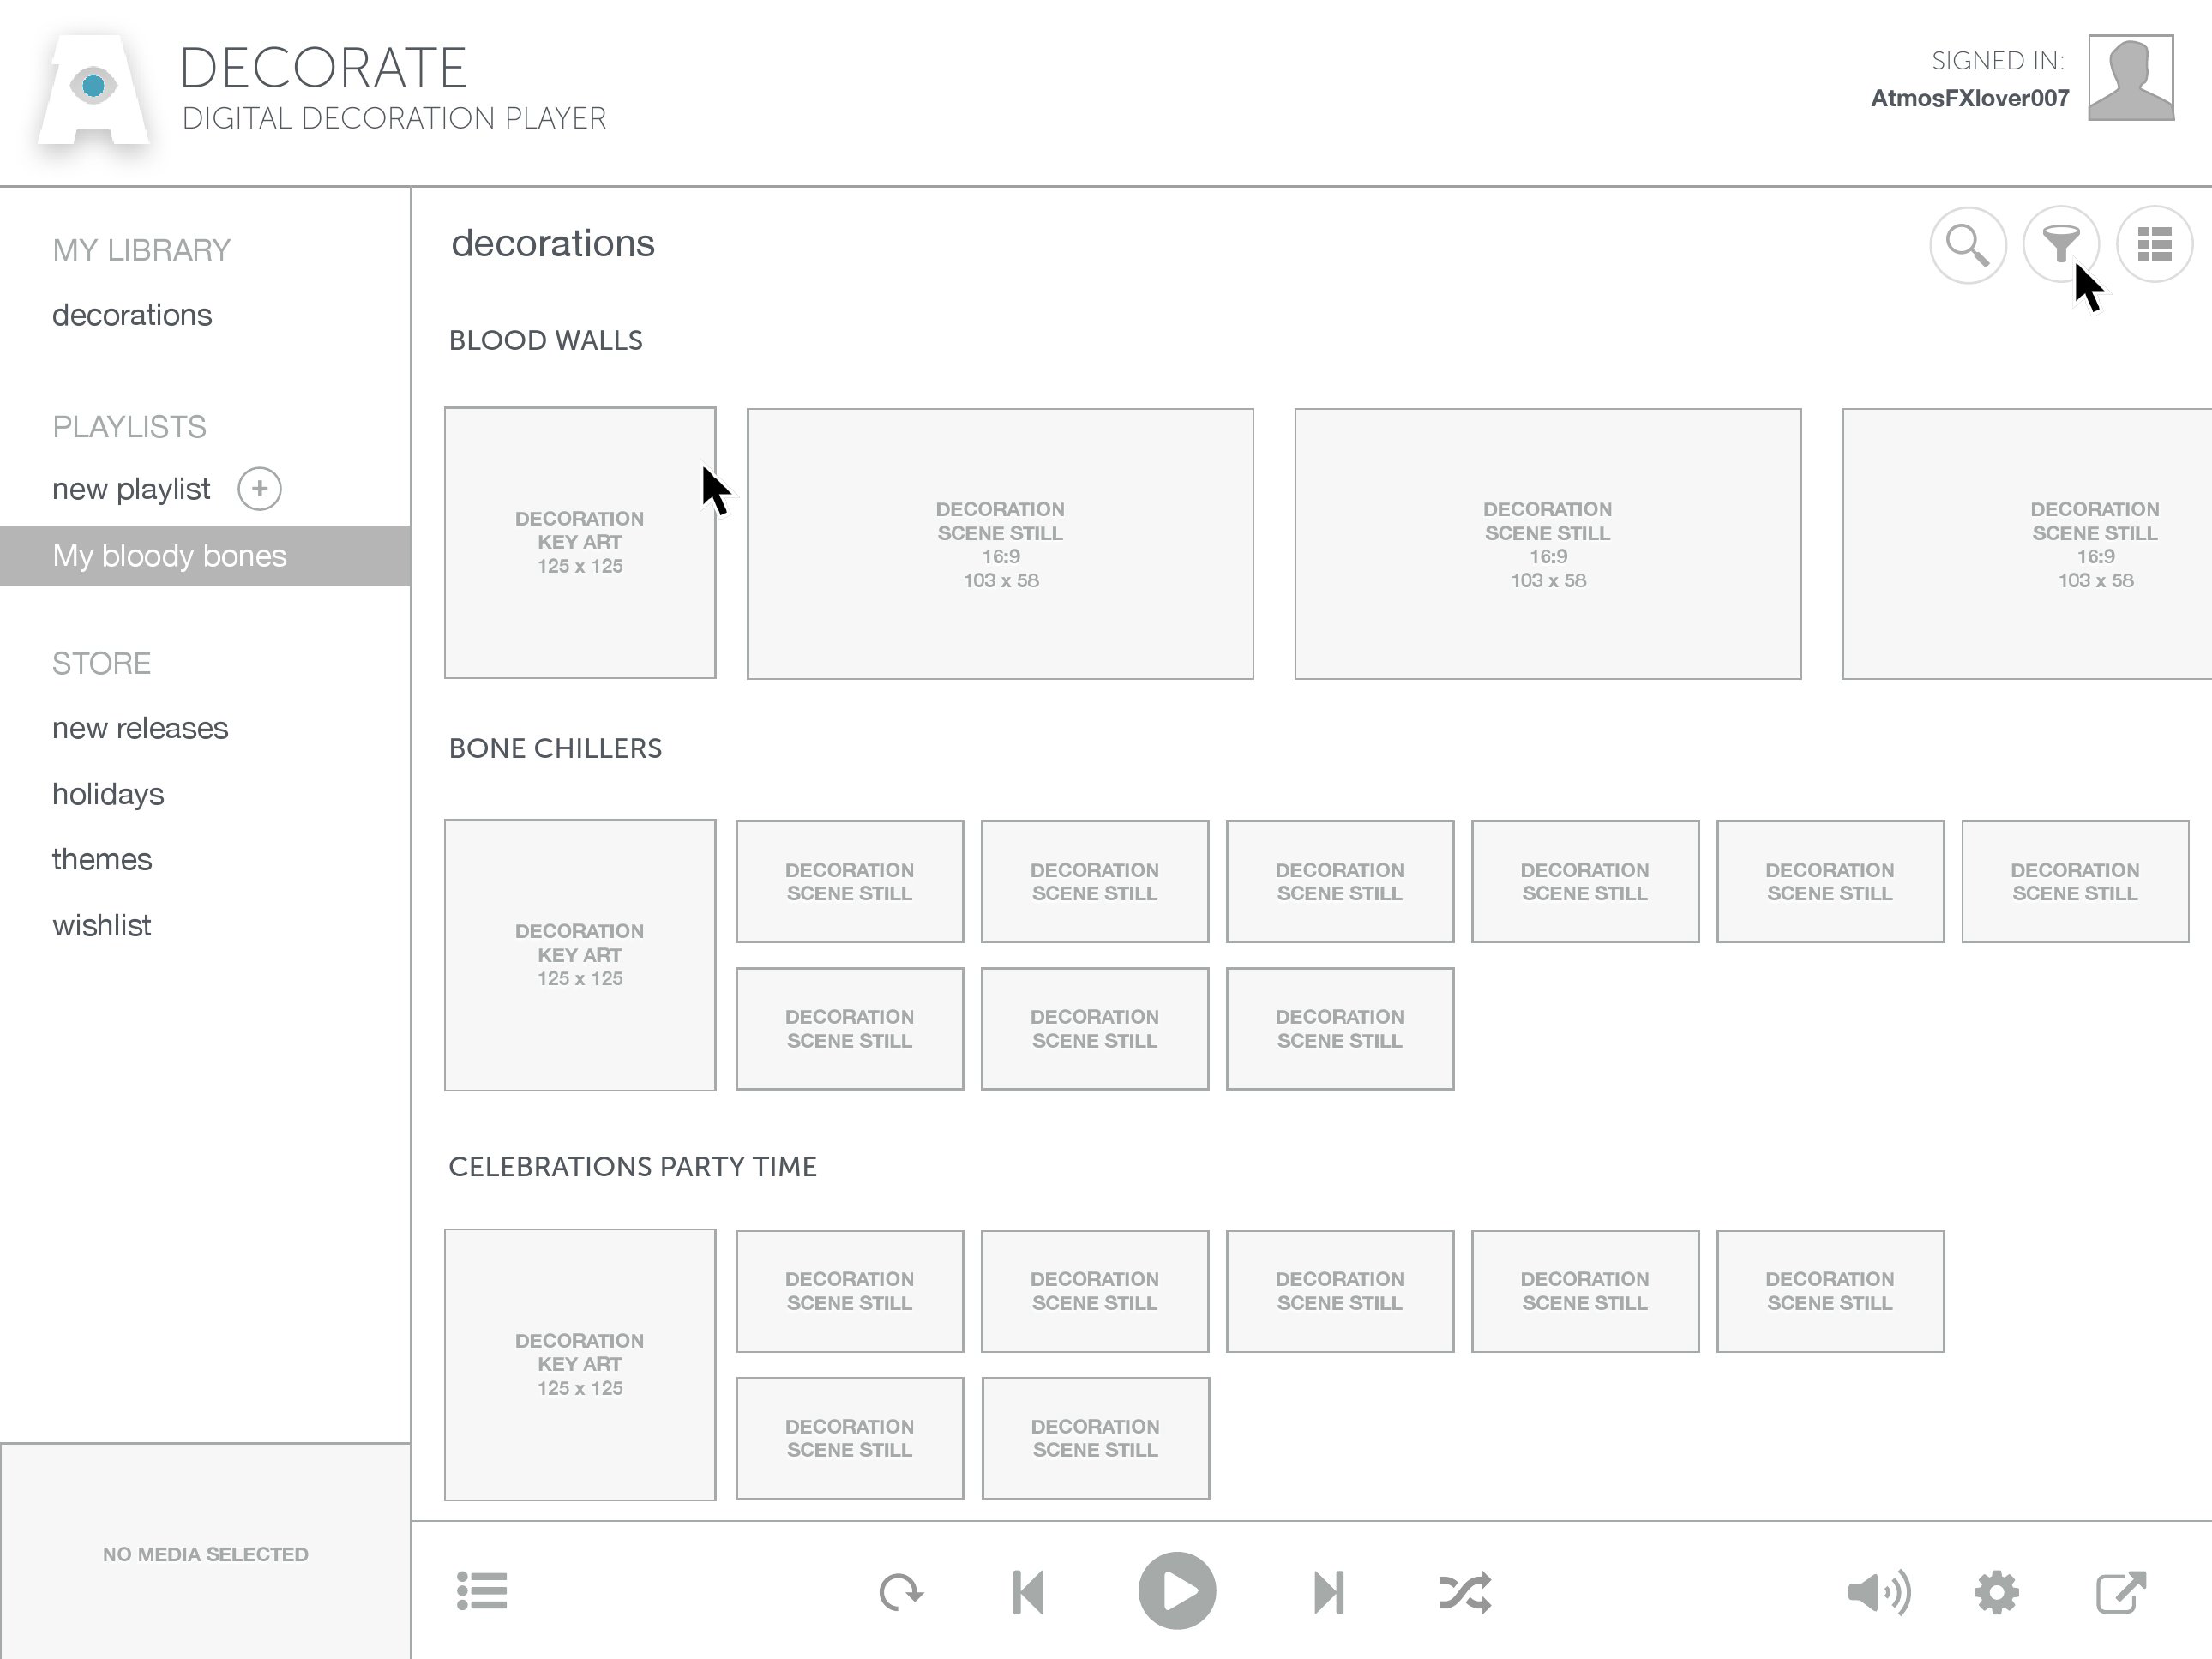 DECORATE
DIGITAL DECORATION PLAYER
SIGNED IN:
AtmosFXlover007
MY LIBRARY
decorations
PLAYLISTS
new playlist
My bloody bones
STORE
new releases
holidays
themes
wishlist
NO MEDIA SELECTED
decorations
BLOOD WALLS
DECORATION
KEY ART
125 x 125
DECORATION
SCENE STILL
16:9
103 x 58
DECORATION
SCENE STILL
16:9
103 x 58
DECORATION
SCENE STILL
16:9
103 x 58
BONE CHILLERS
DECORATION
KEY ART
125 x 125
DECORATION
SCENE STILL
DECORATION
SCENE STILL
DECORATION
SCENE STILL
DECORATION
SCENE STILL
DECORATION
SCENE STILL
DECORATION
SCENE STILL
DECORATION
SCENE STILL
DECORATION
SCENE STILL
DECORATION
SCENE STILL
CELEBRATIONS PARTY TIME
DECORATION
KEY ART
125 x 125
DECORATION
SCENE STILL
DECORATION
SCENE STILL
DECORATION
SCENE STILL
DECORATION
SCENE STILL
DECORATION
SCENE STILL
DECORATION
SCENE STILL
DECORATION
SCENE STILL